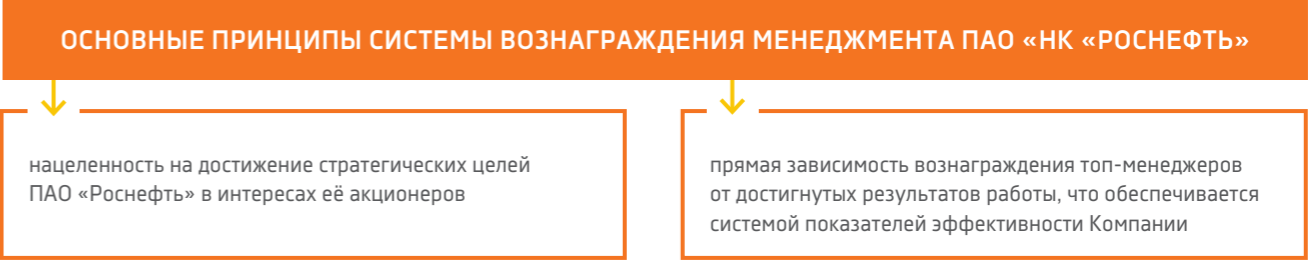 ОСНОВНЫЕ ПРИНЦИПЫ СИСТЕМЫ ВОЗНАГРАЖДЕНИЯ МЕНЕДЖМЕНТА ПАО «НК «РОСНЕФТЬ»
нацеленность на достижение стратегических целей
ПАО «Роснефть» в интересах её акционеров
прямая зависимость вознаграждения топ-менеджеров
от достигнутых результатов работы, что обеспечивается
системой показателей эффективности Компании